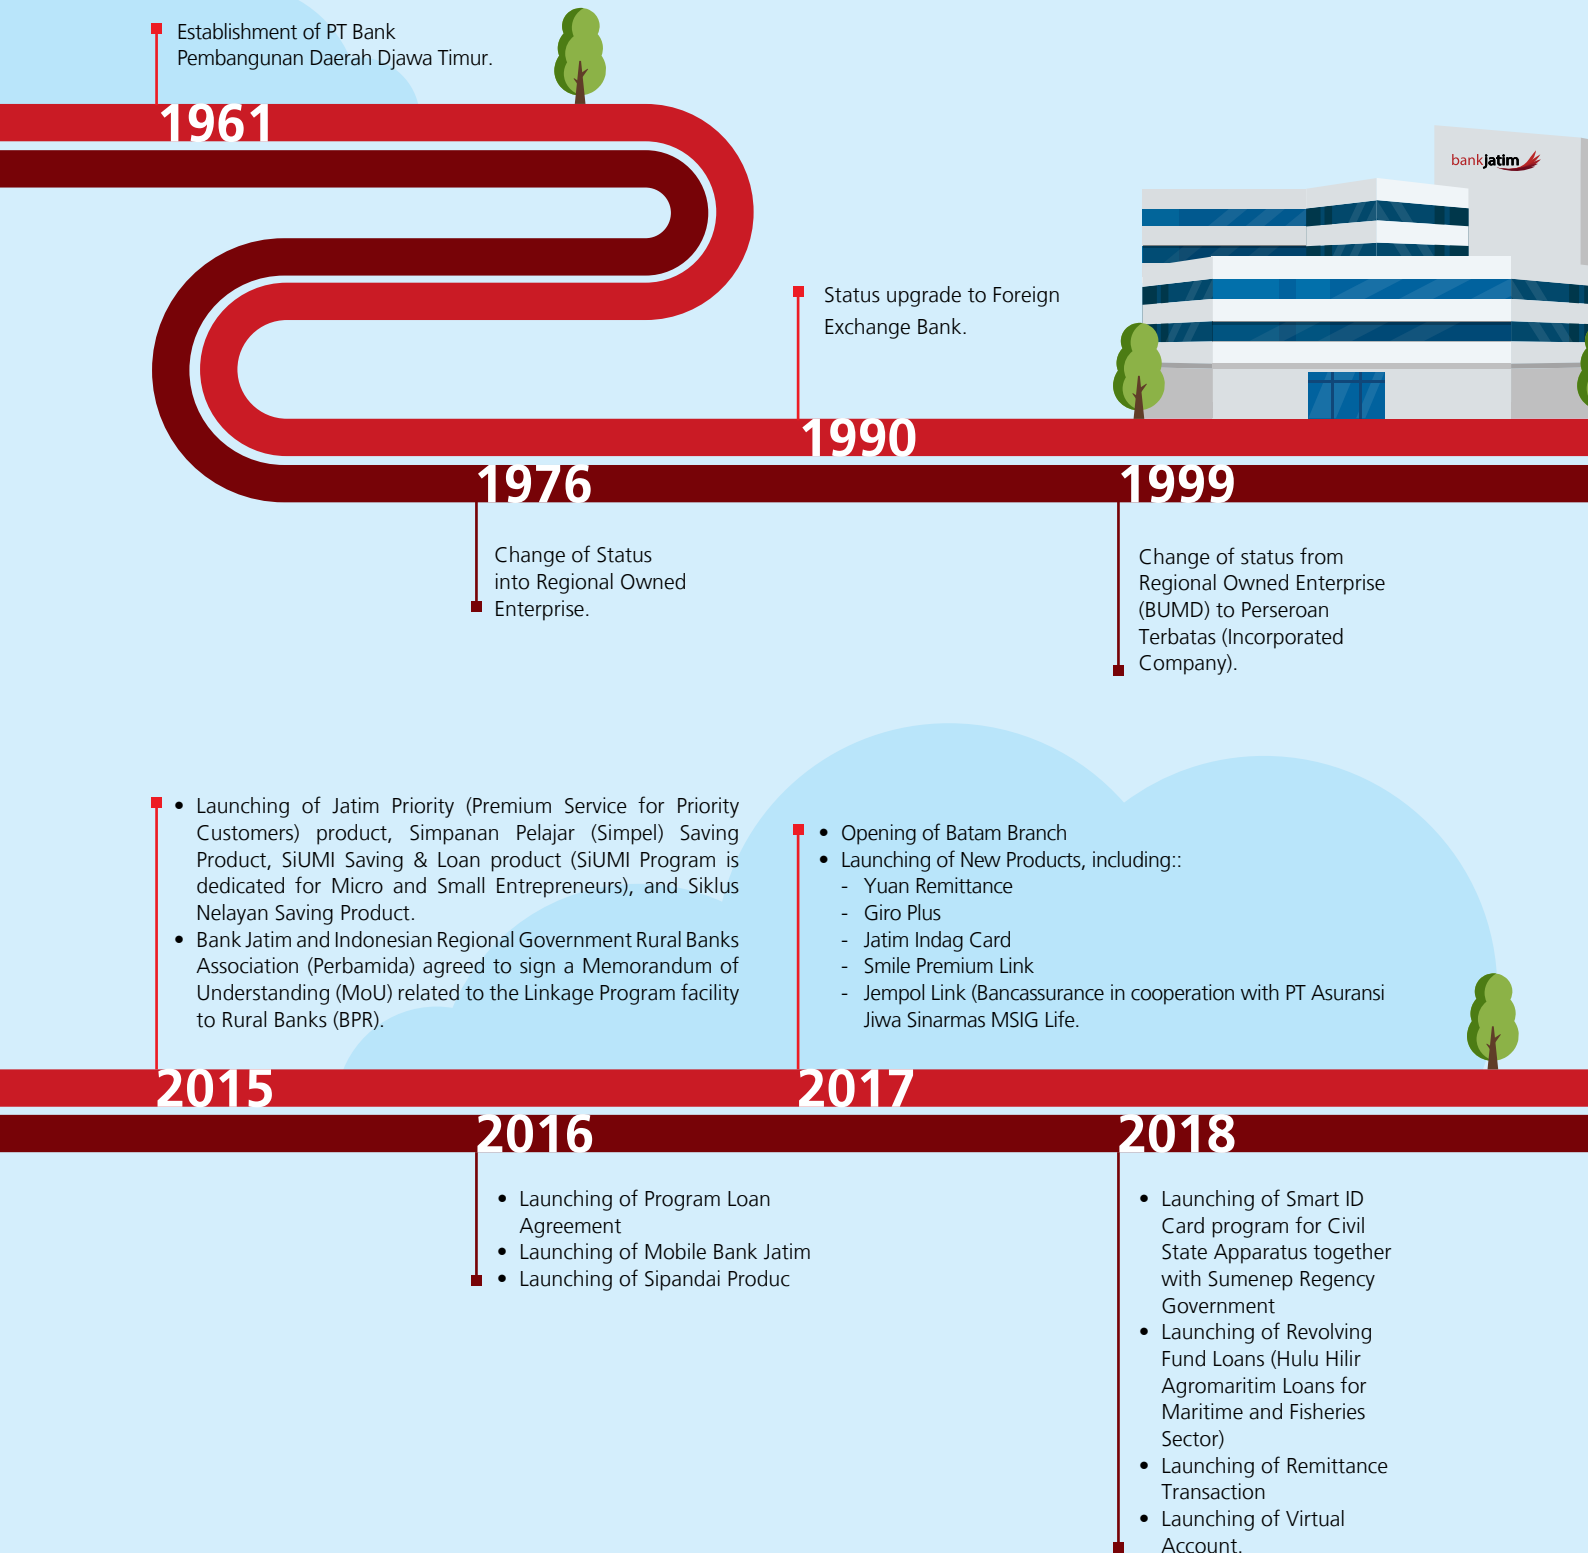 Establishment of PT Bank
Pembangunan Daerah Djawa Timur.
1961
bankjatim
Status upgrade to Foreign
Exchange Bank.
1990
1976
1999
Change of Status
into Regional Owned
Enterprise.
Change of status from
Regional Owned Enterprise
(BUMD) to Perseroan
Terbatas (Incorporated
Company).
• Launching of Jatim Priority (Premium Service for Priority
Customers) product, Simpanan Pelajar (Simpel) Saving
Product, SiUMI Saving & Loan product (SiUMI Program is
dedicated for Micro and Small Entrepreneurs), and Siklus
Nelayan Saving Product.
• Bank Jatim and Indonesian Regional Government Rural Banks
Association (Perbamida) agreed to sign a Memorandum of
Understanding (MoU) related to the Linkage Program facility
to Rural Banks (BPR).
• Opening of Batam Branch
• Launching of New Products, including::
- Yuan Remittance
- Giro Plus
- Jatim Indag Card
- Smile Premium Link
- Jempol Link (Bancassurance in cooperation with PT Asuransi
Jiwa Sinarmas MSIG Life.
2015
2017
2016
2018
• Launching of Program Loan
Agreement
• Launching of Mobile Bank Jatim
• Launching of Sipandai Produc
• Launching of Smart ID
Card program for Civil
State Apparatus together
with Sumenep Regency
Government
• Launching of Revolving
Fund Loans (Hulu Hilir
Agromaritim Loans for
Maritime and Fisheries
Sector)
• Launching of Remittance
Transaction
• Launching of Virtual
Account.